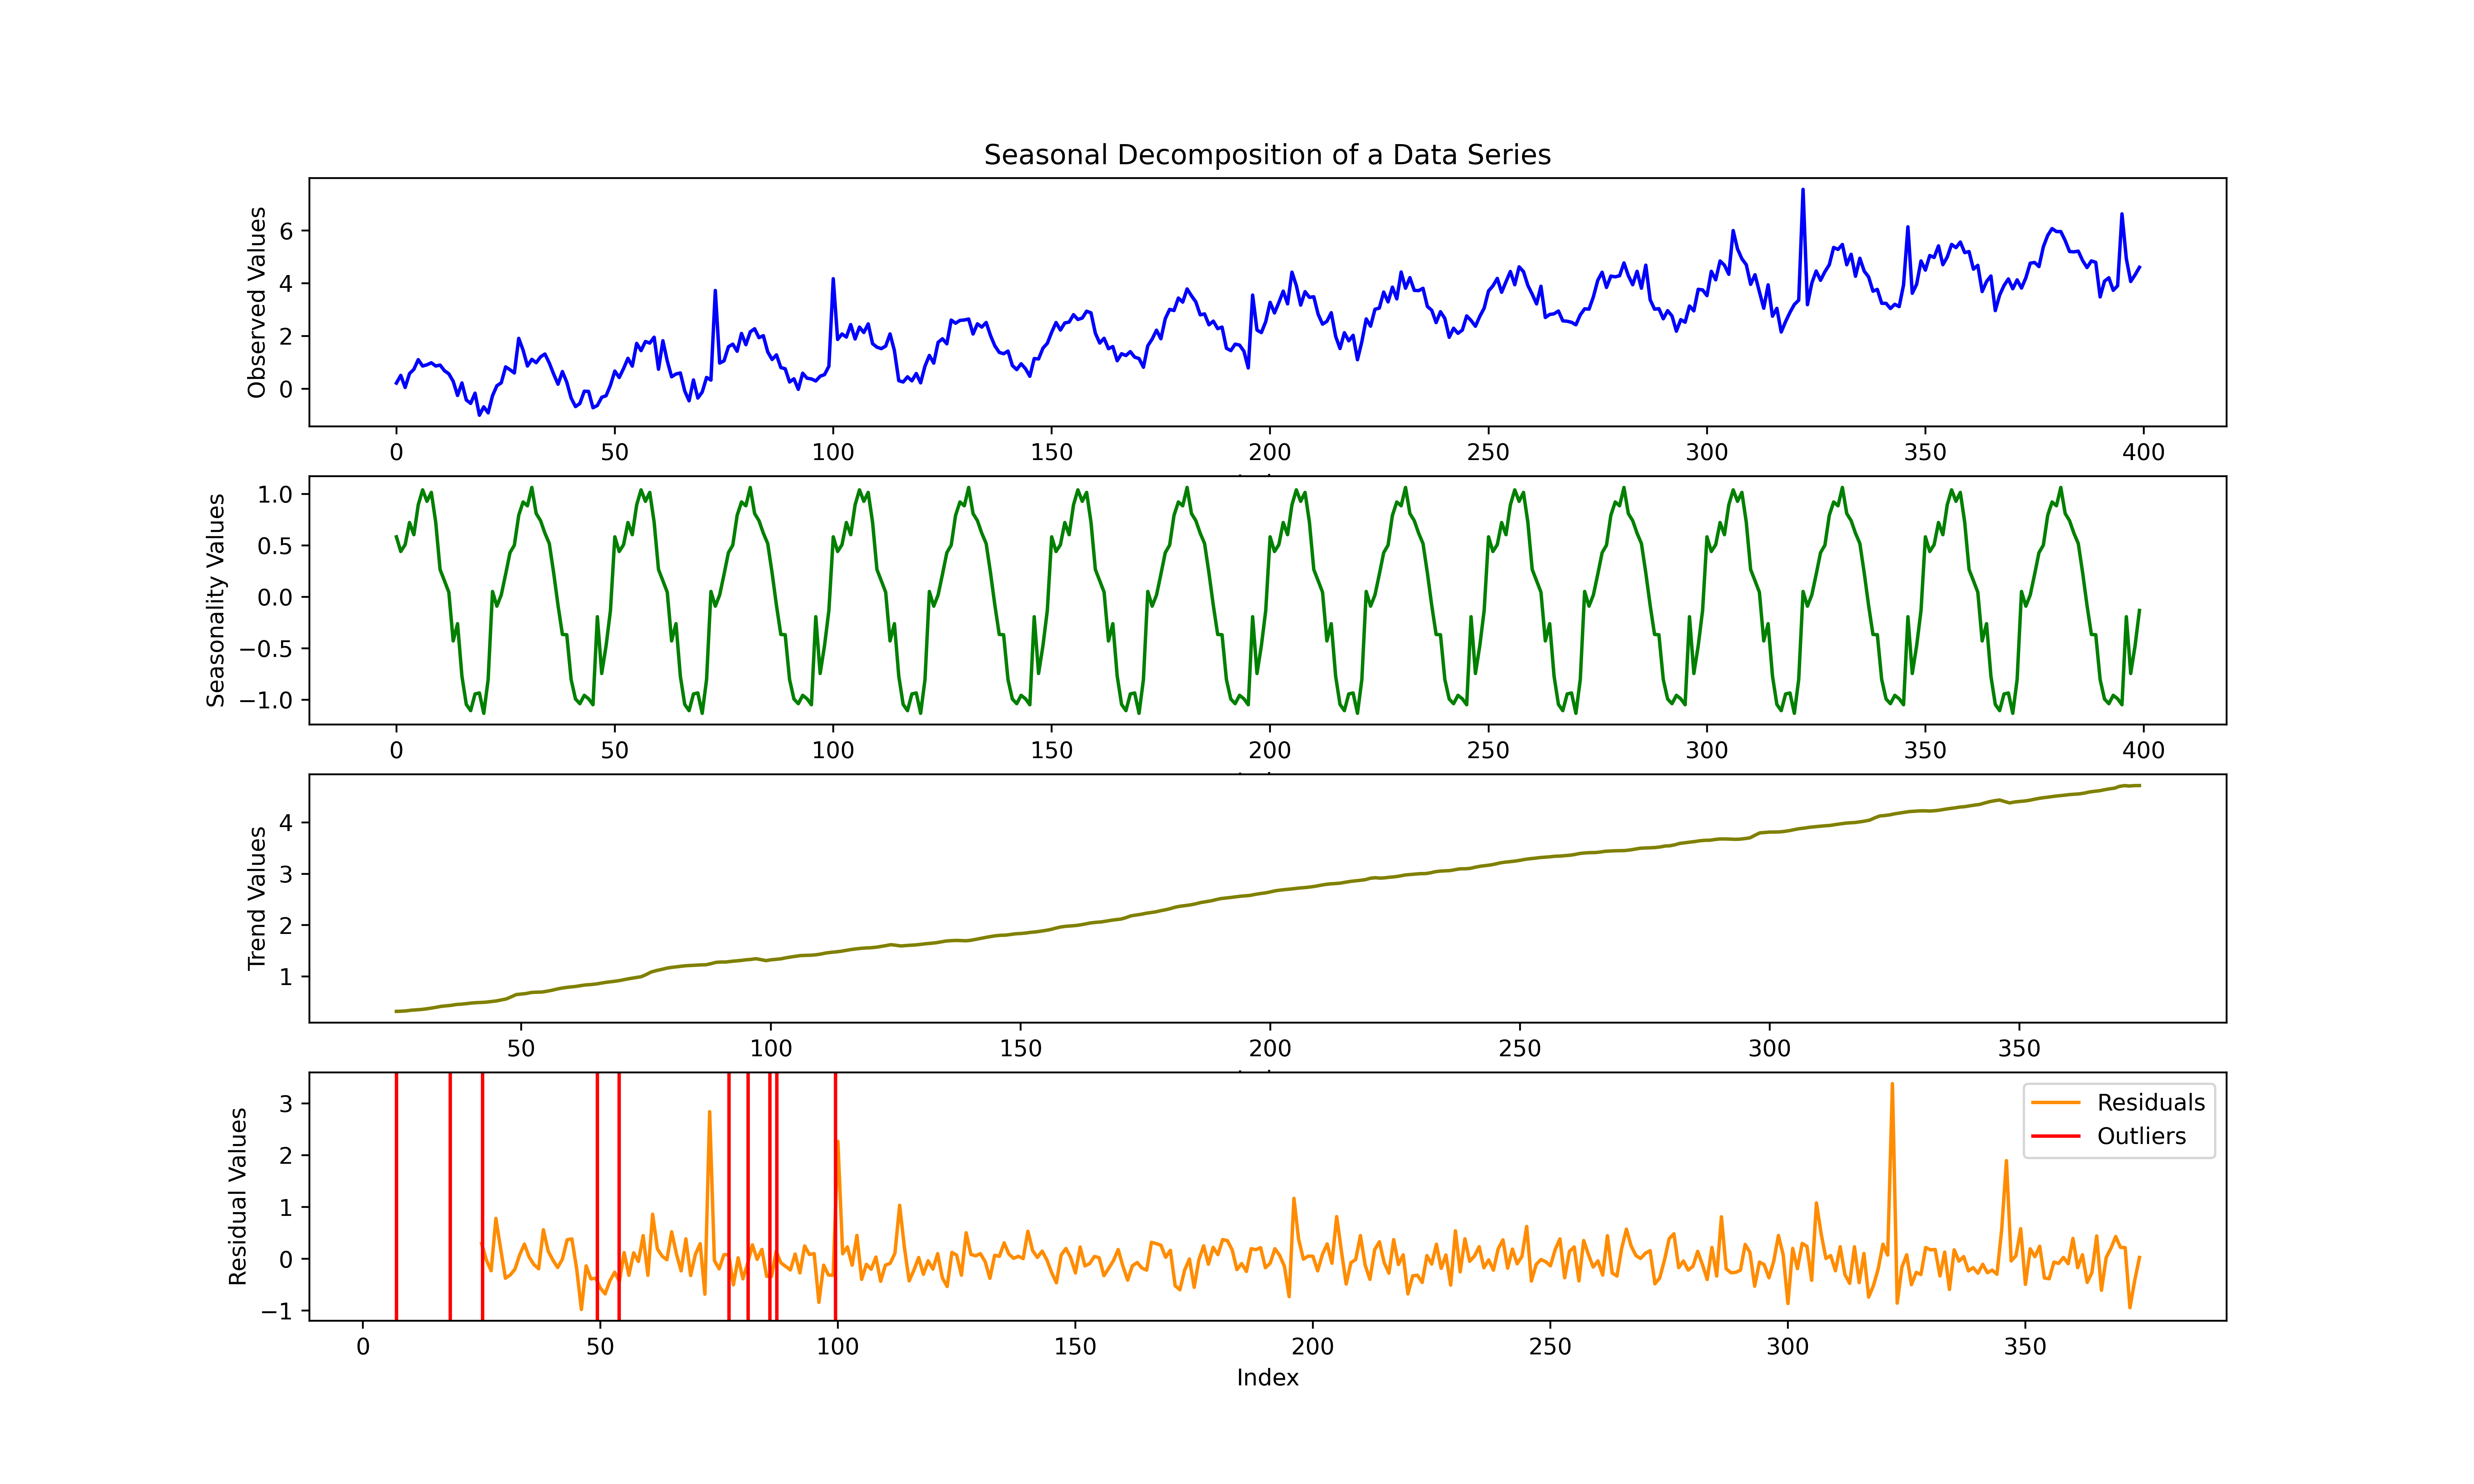 Seasonal Decomposition of a Data Series
Observed Values
6
4
2
0
0 50 100 150 200 250 300 350 400
Seasonality Values
1.0
0.5
0.0
−0.5
−1.0
0 50 100 150 200 250 300 350 400
Trend Values
4
3
2
1
50 100 150 200 250 300 350
Residual Values
3
2
1
0
−1
Residuals
Outliers
0 50 100 150 200 250 300 350
Index